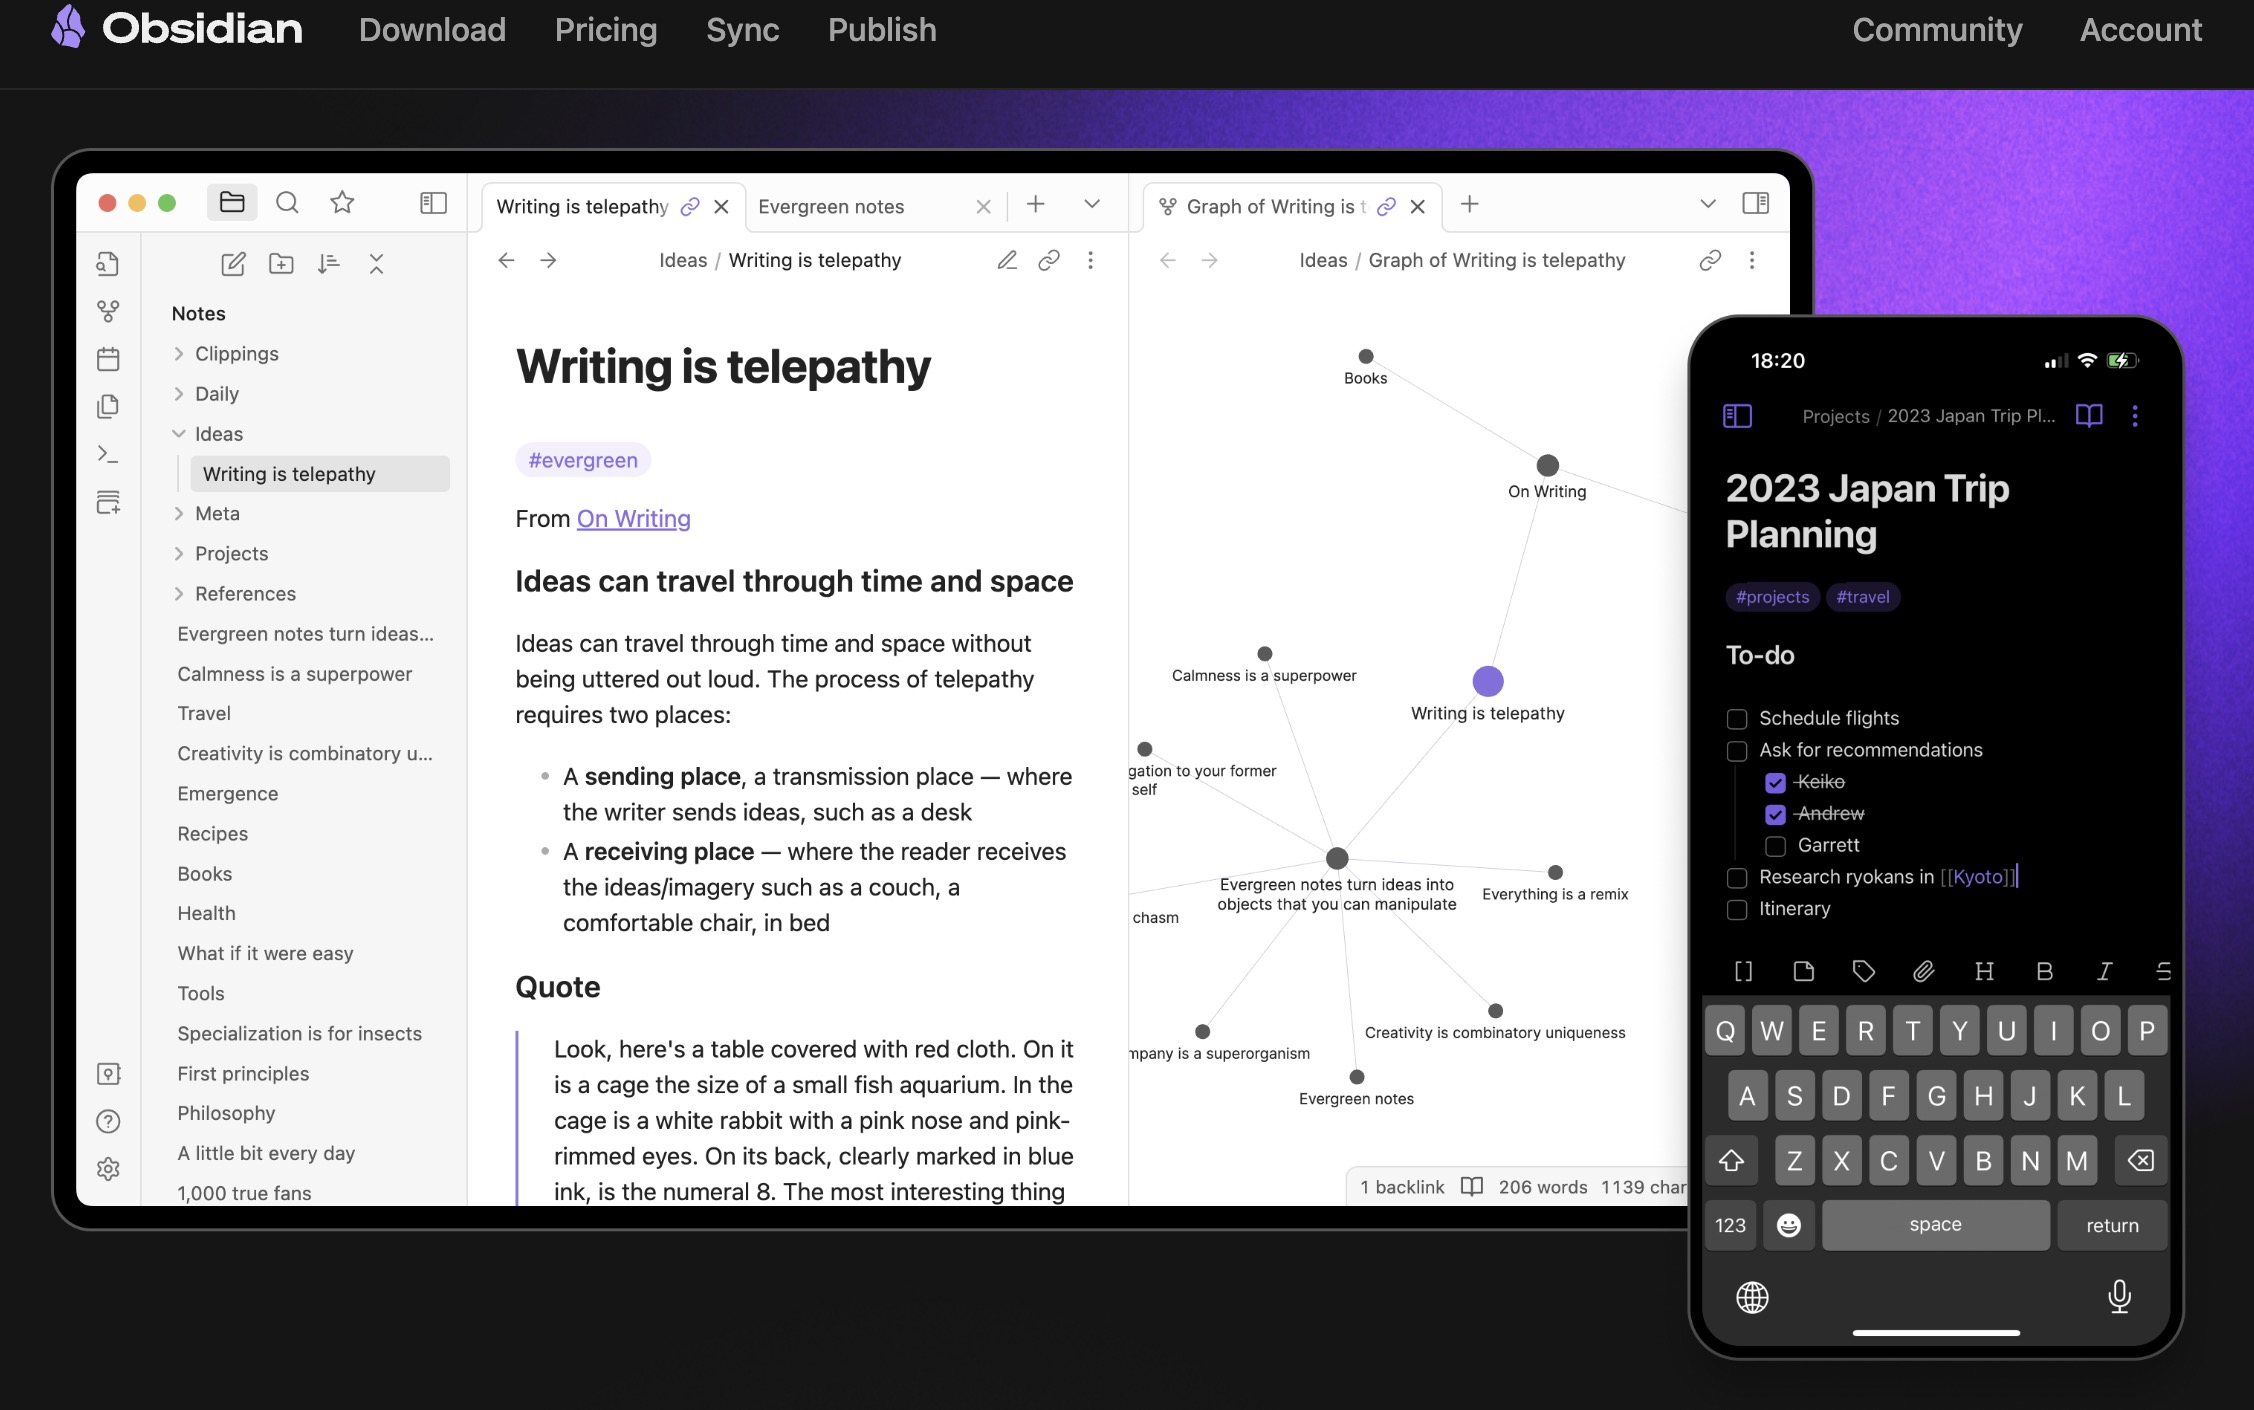 Obsidian
Download
Pricing
Sync
Publish
Community
Account
Writing is telepathy
Evergreen notes
Graph of Writing is t
Ideas / Writing is telepathy
Ideas / Graph of Writing is telepathy
Notes
Clippings
Daily
Ideas
Writing is telepathy
Meta
Projects
References
Evergreen notes turn ideas...
Calmness is a superpower
Travel
Creativity is combinatory u...
Emergence
Recipes
Books
Health
What if it were easy
Tools
Specialization is for insects
First principles
Philosophy
A little bit every day
1,000 true fans
Writing is telepathy
#evergreen
From On Writing
Ideas can travel through time and space
Ideas can travel through time and space without
being uttered out loud. The process of telepathy
requires two places:
• A sending place, a transmission place — where
the writer sends ideas, such as a desk
• A receiving place — where the reader receives
the ideas/imagery such as a couch, a
comfortable chair, in bed
Quote
Look, here's a table covered with red cloth. On it
is a cage the size of a small fish aquarium. In the
cage is a white rabbit with a pink nose and pink-
rimmed eyes. On its back, clearly marked in blue
ink, is the numeral 8. The most interesting thing
Books
On Writing
Calmness is a superpower
Writing is telepathy
gation to your former
self
Evergreen notes turn ideas into
objects that you can manipulate
Everything is a remix
chasm
Creativity is combinatory uniqueness
mpany is a superorganism
Evergreen notes
1 backlink
206 words
1139 char
18:20
Projects / 2023 Japan Trip Pl...
2023 Japan Trip
Planning
#projects
#travel
To-do
Schedule flights
Ask for recommendations
Keiko
Andrew
Garrett
Research ryokans in [[Kyoto]]
Itinerary
[] H B I S
Q W E R T Y U I O P
A S D F G H J K L
Z X C V B N M
123
space
return